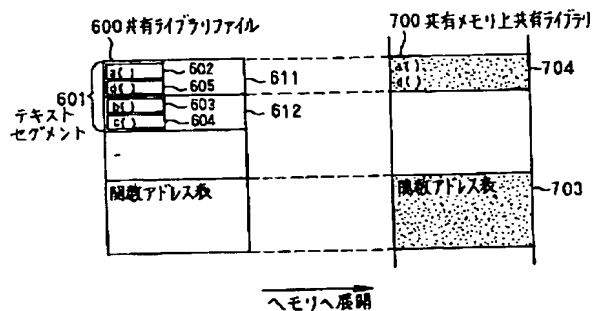 600 共有ライブラリファイル
700 共有メモリ上共有ライブラリ
601
テキスト
セグメント
a( )
602
d( )
605
b( )
603
c( )
604
611
612
a( )
d( )
704
関数アドレス表
関数アドレス表
703
メモリへ展開